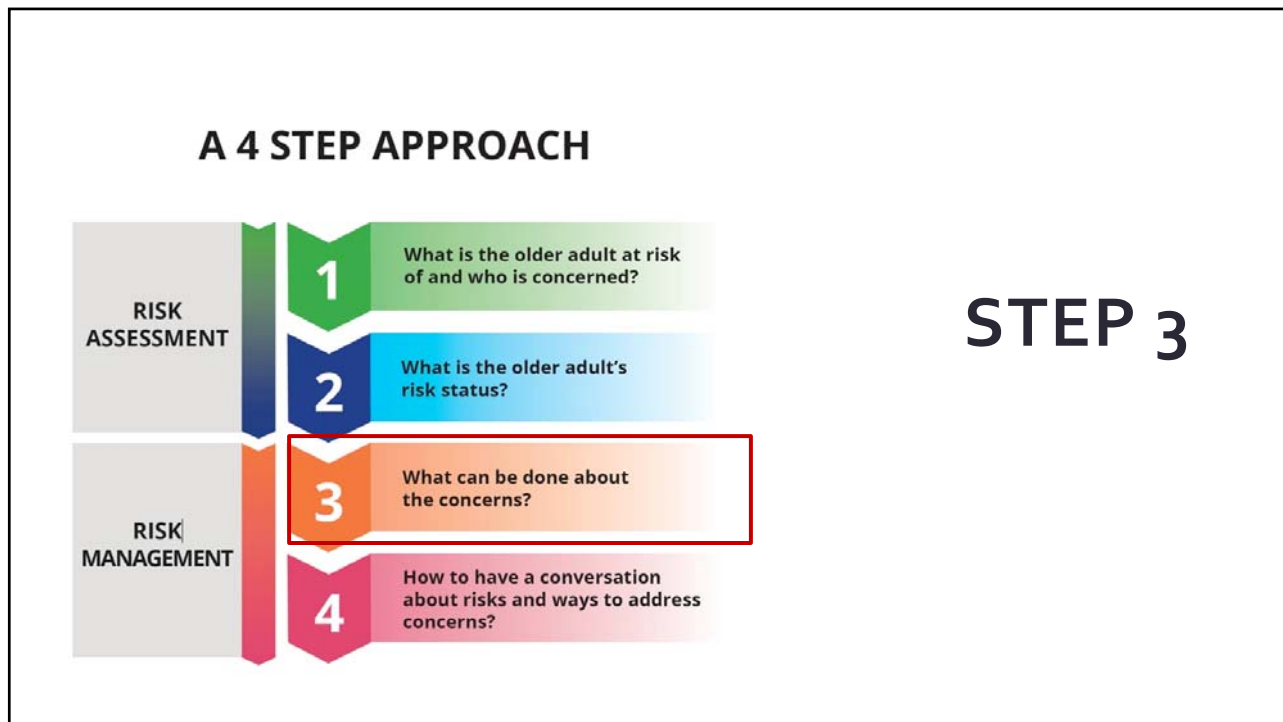 A 4 STEP APPROACH
RISK
ASSESSMENT
1
What is the older adult at risk
of and who is concerned?
2
What is the older adult's
risk status?
RISK
MANAGEMENT
3
What can be done about
the concerns?
4
How to have a conversation
about risks and ways to address
concerns?
STEP 3